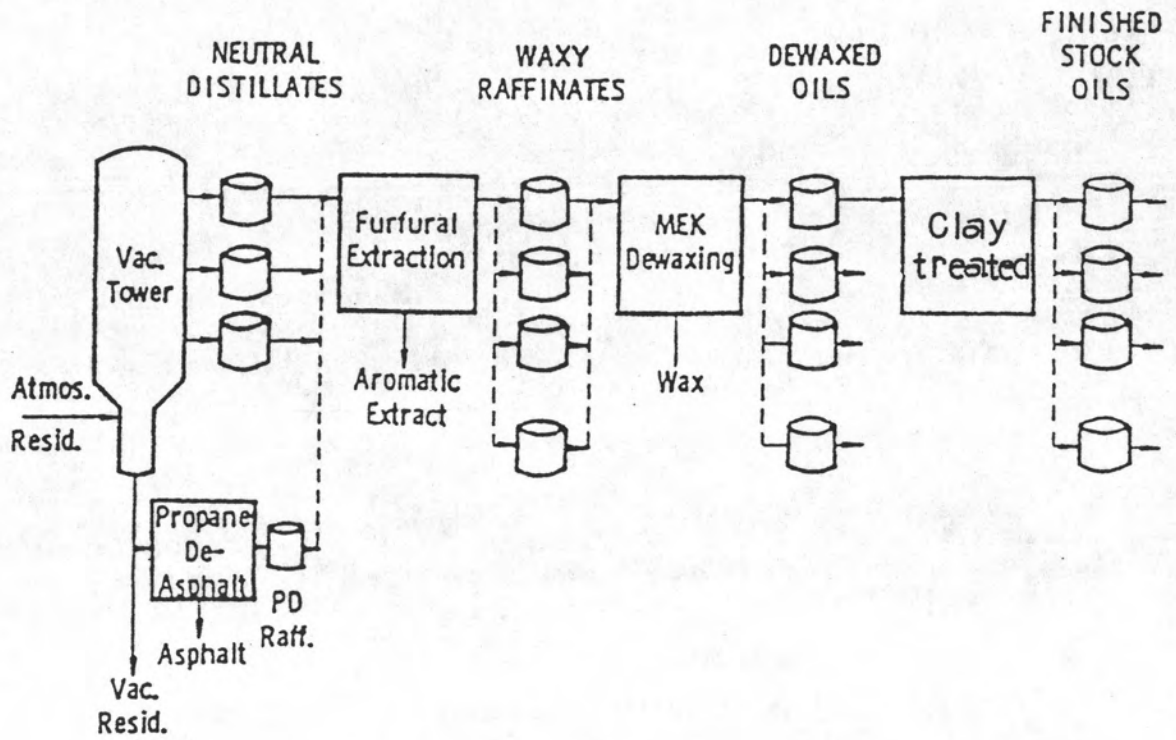 NEUTRAL
DISTILLATES
WAXY
RAFFINATES
DEWAXED
OILS
FINISHED
STOCK
OILS
Vac.
Tower
Furfural
Extraction
MEK
Dewaxing
Clay
treated
Aromatic
Extract
Wax
Atmos.
Resid.
Propane
De-
Asphalt
PD
Raff.
Asphalt
Vac.
Resid.